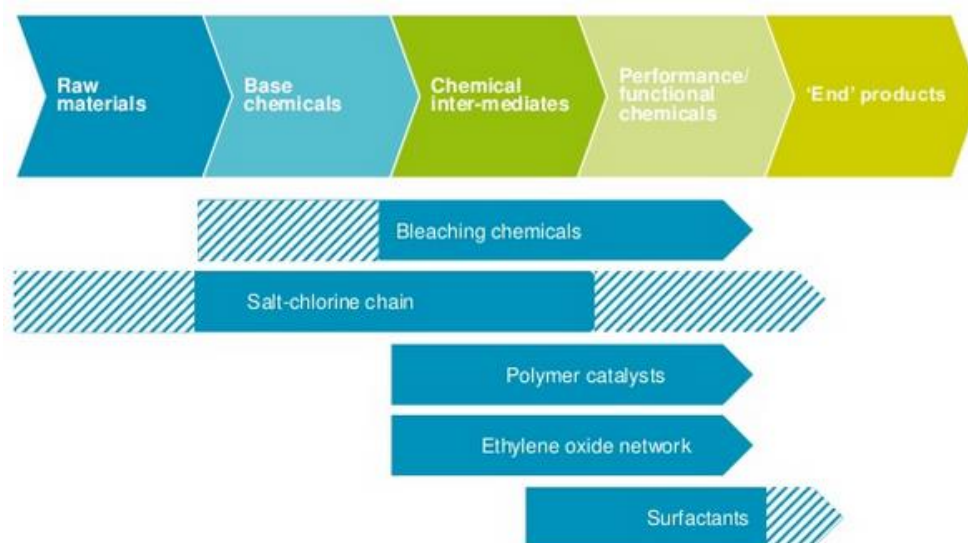 Raw
materials
Base
chemicals
Chemical
inter-mediates
Performance/
functional
chemicals
‘End’ products
Bleaching chemicals
Salt-chlorine chain
Polymer catalysts
Ethylene oxide network
Surfactants